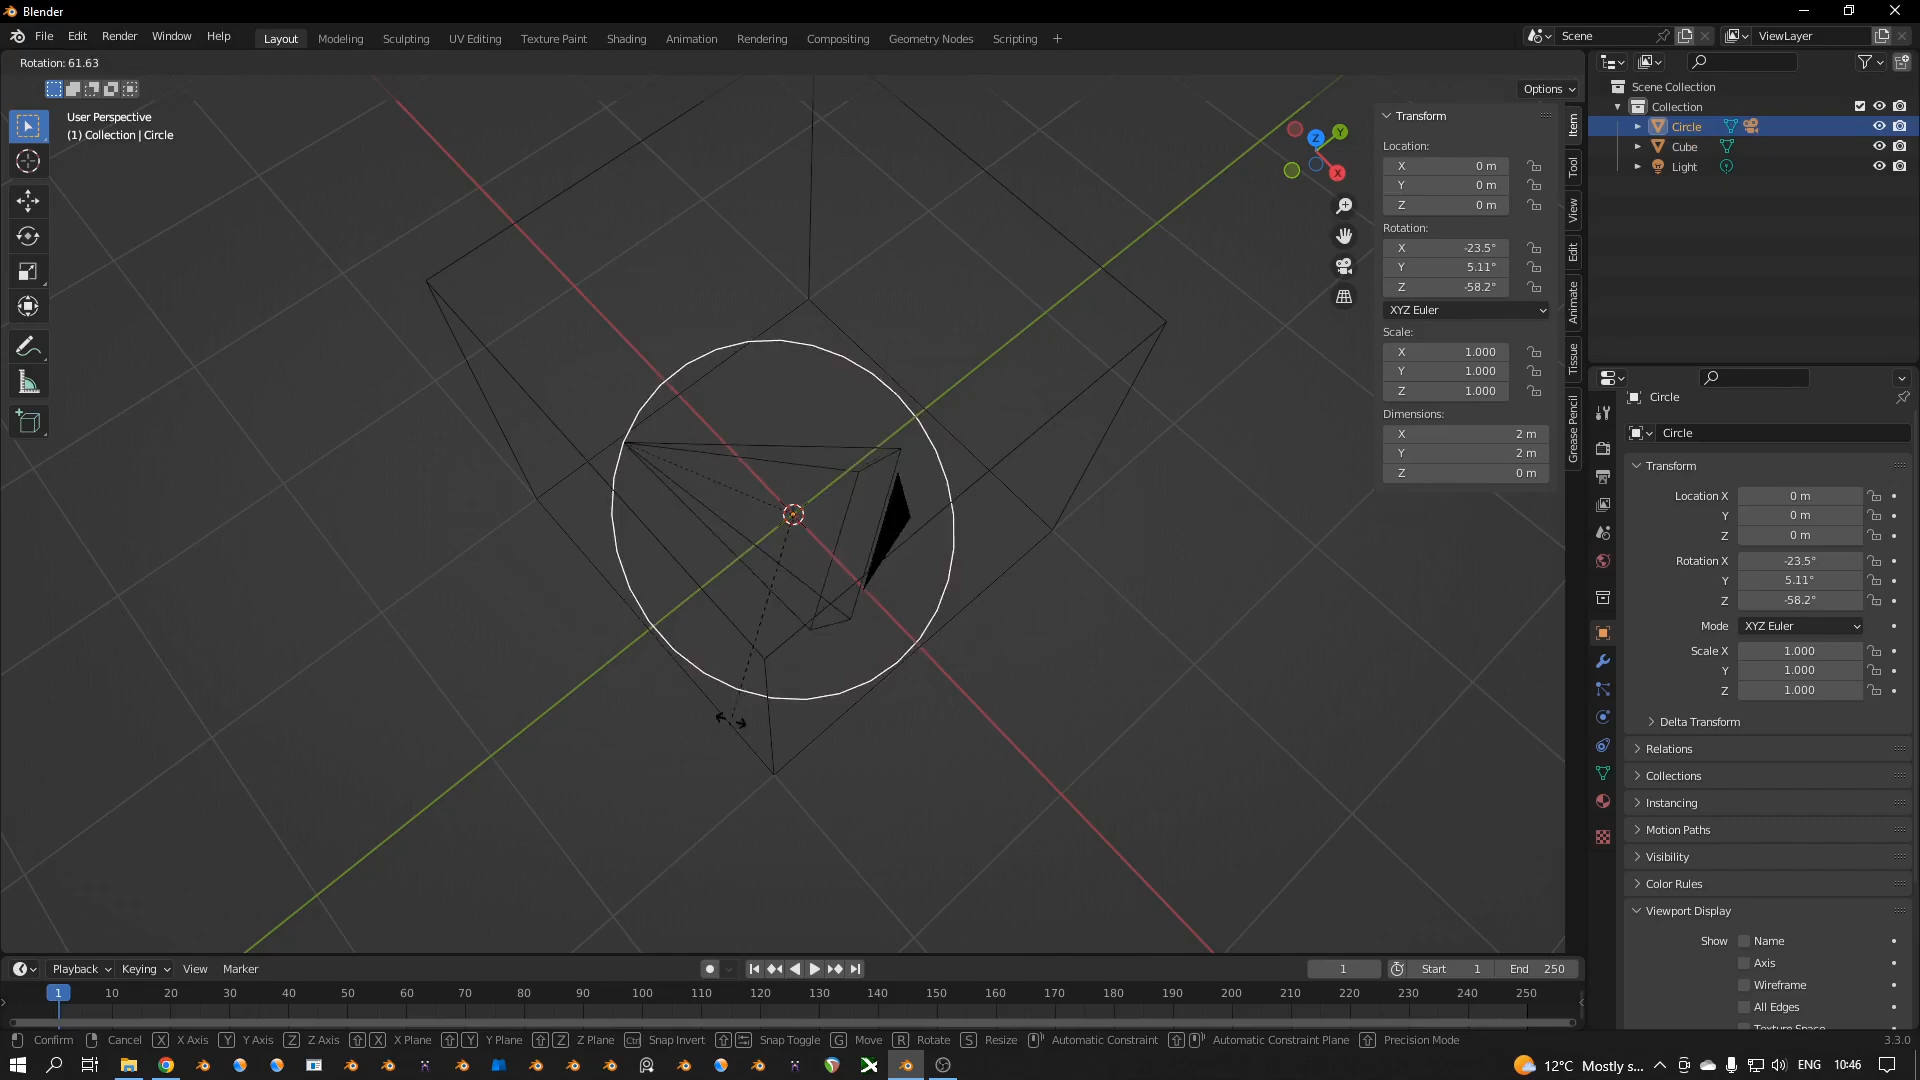 Blender
File Edit Render Window Help Layout Modeling Sculpting UV Editing Texture Paint Shading Animation Rendering Compositing Geometry Nodes Scripting + Scene ViewLayer
Rotation: 61.63
Options
User Perspective
(1) Collection | Circle
Z Y X
Transform
Location:
X 0 m
Y 0 m
Z 0 m
Rotation:
X -23.5°
Y 5.11°
Z -58.2°
XYZ Euler
Scale:
X 1.000
Y 1.000
Z 1.000
Dimensions:
X 2 m
Y 2 m
Z 0 m
Item
Tool
View
Edit
Animate
Tissue
Grease Pencil
Scene Collection
Collection
Circle
Cube
Light
Circle
Circle
Transform
Location X 0 m
Y 0 m
Z 0 m
Rotation X -23.5°
Y 5.11°
Z -58.2°
Mode XYZ Euler
Scale X 1.000
Y 1.000
Z 1.000
Delta Transform
Relations
Collections
Instancing
Motion Paths
Visibility
Color Rules
Viewport Display
Show Name
Axis
Wireframe
All Edges
Texture Space
Playback Keying View Marker 1 Start 1 End 250
1 10 20 30 40 50 60 70 80 90 100 110 120 130 140 150 160 170 180 190 200 210 220 230 240 250
Confirm Cancel X X Axis Y Y Axis Z Z Axis X X Plane Y Y Plane Z Z Plane Ctrl Snap Invert Snap Toggle G Move R Rotate S Resize Automatic Constraint Automatic Constraint Plane Precision Mode 3.3.0
12°C Mostly s... ENG 10:46